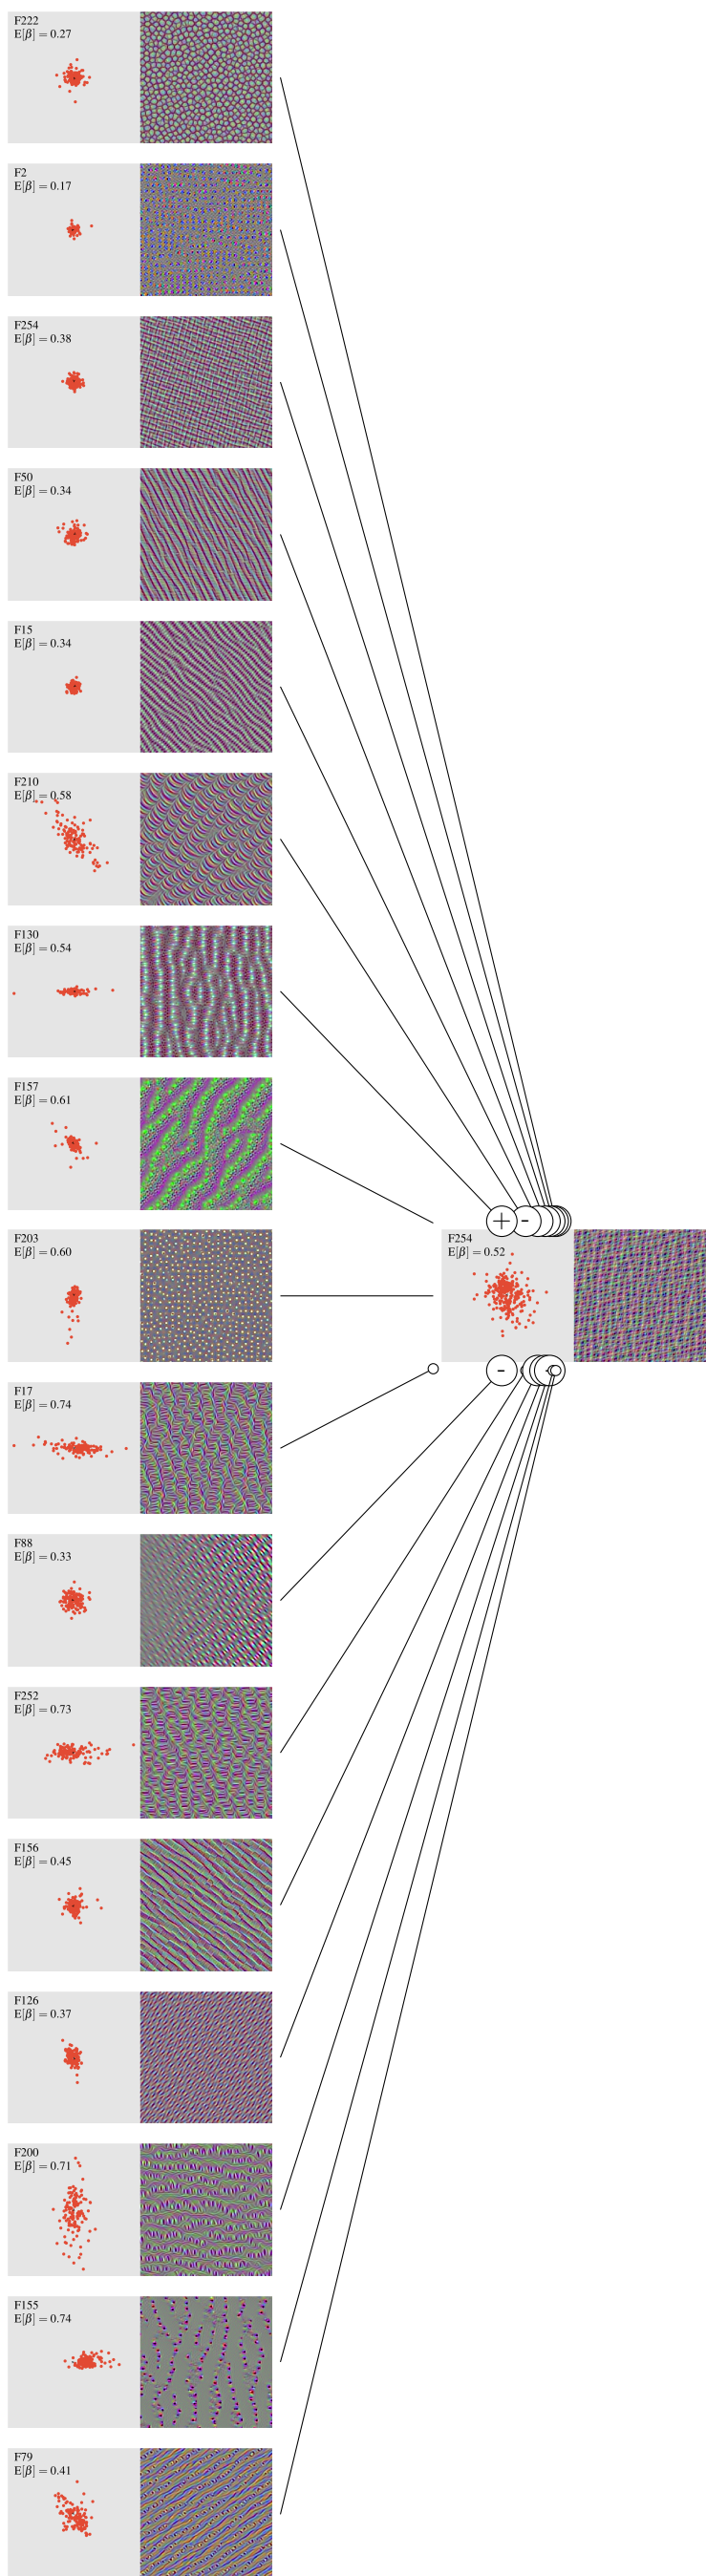 F222
E[β] = 0.27
F2
E[β] = 0.17
F254
E[β] = 0.38
F50
E[β] = 0.34
F15
E[β] = 0.34
F210
E[β] = 0.58
F130
E[β] = 0.54
F157
E[β] = 0.61
+ -
F203
E[β] = 0.60
F254
E[β] = 0.52
-
F17
E[β] = 0.74
F88
E[β] = 0.33
F252
E[β] = 0.73
F156
E[β] = 0.45
F126
E[β] = 0.37
F200
E[β] = 0.71
F155
E[β] = 0.74
F79
E[β] = 0.41